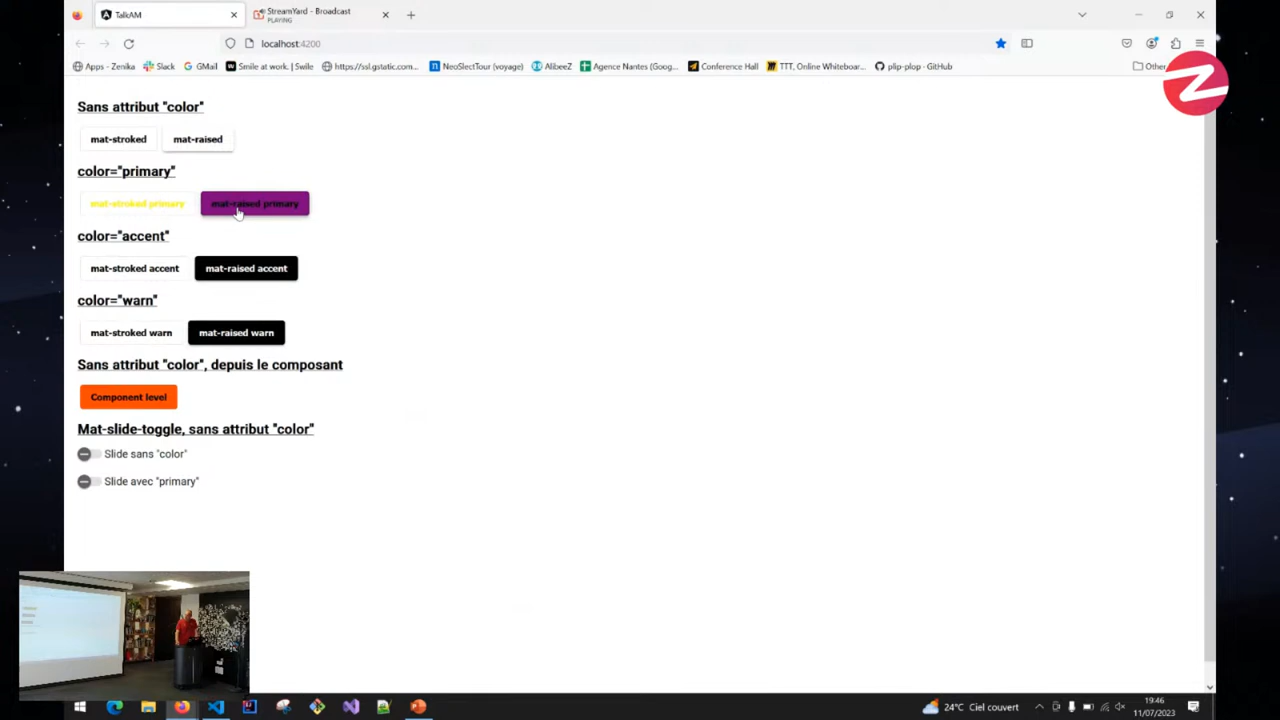 TalkAM
StreamYard - Broadcast
PLAYING
localhost:4200
Apps - Zenika
Slack
GMail
Smile at work. | Swile
https://ssl.gstatic.com...
NeoSlectTour (voyage)
AlibeeZ
Agence Nantes (Goog...
Conference Hall
TTT, Online Whiteboar...
plip-plop · GitHub
Other
Sans attribut "color"
mat-stroked
mat-raised
color="primary"
mat-stroked primary
mat-raised primary
color="accent"
mat-stroked accent
mat-raised accent
color="warn"
mat-stroked warn
mat-raised warn
Sans attribut "color", depuis le composant
Component level
Mat-slide-toggle, sans attribut "color"
Slide sans "color"
Slide avec "primary"
24°C Ciel couvert
19:46
11/07/2023